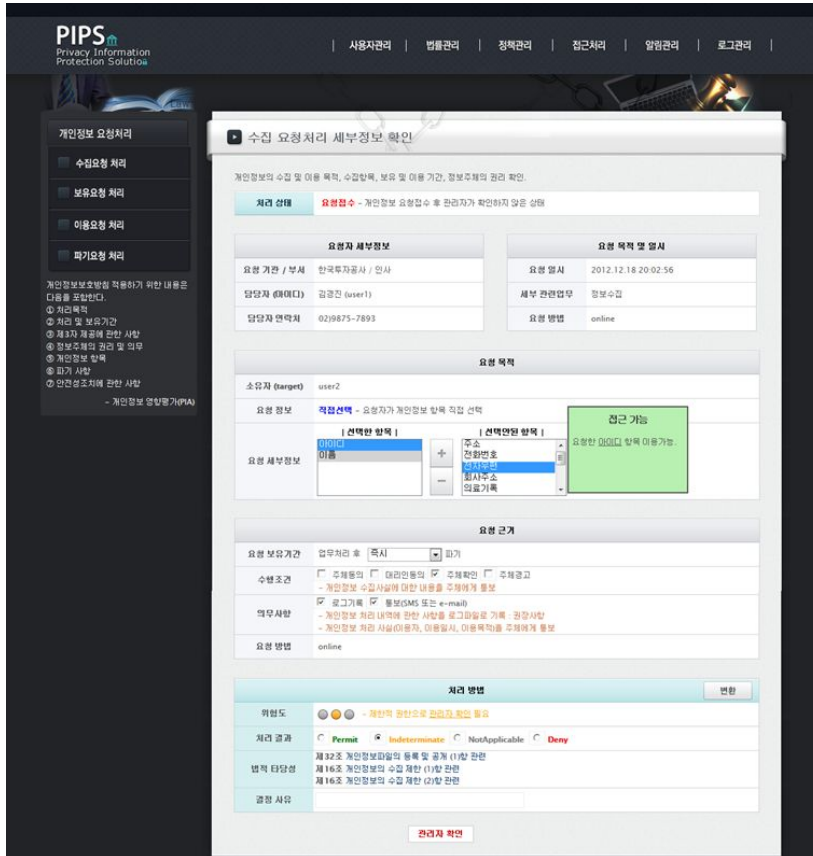 PIPS
Privacy Information
Protection Solution
| 사용자관리 | 법률관리 | 정책관리 | 접근처리 | 알림관리 | 로그관리 |
LAW
개인정보 요청처리
수집요청 처리
보유요청 처리
이용요청 처리
파기요청 처리
개인정보보호방침 적용하기 위한 내용은
다음을 포함한다.
① 처리목적
② 처리 및 보유기간
③ 제3자 제공에 관한 사항
④ 정보주체의 권리 및 의무
⑤ 개인정보 항목
⑥ 파기 사항
⑦ 안전성조치에 관한 사항
- 개인정보 영향평가(PIA)
수집 요청처리 세부정보 확인
개인정보의 수집 및 이용 목적, 수집항목, 보유 및 이용 기간, 정보주체의 권리 확인.
처리 상태 요청접수 - 개인정보 요청접수 후 관리자가 확인하지 않은 상태
요청자 세부정보
요청 기관 / 부서 한국투자공사 / 인사
담당자 (아이디) 김경진 (user1)
담당자 연락처 02)9875-7893
요청 목적 및 일시
요청 일시 2012.12.18 20:02:56
세부 관련업무 정보수집
요청 방법 online
요청 목적
소유자 (target) user2
요청 정보 직접선택 - 요청자가 개인정보 항목 직접 선택
요청 세부정보
| 선택한 항목 |
아이디
이름
+
-
| 선택안된 항목 |
주소
전화번호
전자우편
회사주소
의료기록
접근 가능
요청한 아이디 항목 이용가능.
요청 근거
요청 보유기간 업무처리 후 즉시 파기
수행조건 주체동의 대리인동의 주체확인 주체경고
- 개인정보 수집사실에 대한 내용을 주체에게 통보
의무사항 로그기록 통보(SMS 또는 e-mail)
- 개인정보 처리 내역에 관한 사항을 로그파일로 기록 : 권장사항
- 개인정보 처리 사실(이용자, 이용일시, 이용목적)을 주체에게 통보
요청 방법 online
처리 방법
변환
위험도 - 제한적 권한으로 관리자 확인 필요
처리 결과 Permit Indeterminate NotApplicable Deny
법적 타당성
제32조 개인정보파일의 등록 및 공개 (1)항 관련
제16조 개인정보의 수집 제한 (1)항 관련
제16조 개인정보의 수집 제한 (2)항 관련
결정 사유
관리자 확인